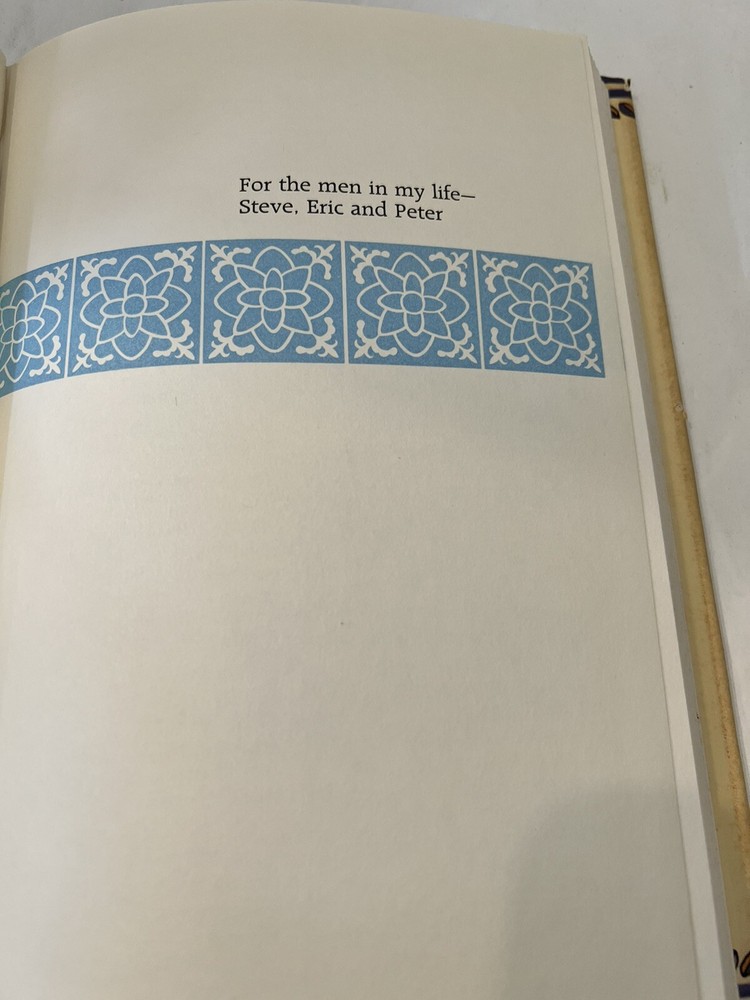 For the men in my life—
Steve, Eric and Peter